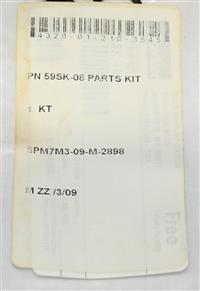 4320-01-210-3545
PN 59SK-08 PARTS KIT
1 KT
SPM7M3-09-M-2898
M ZZ /3/09
Free